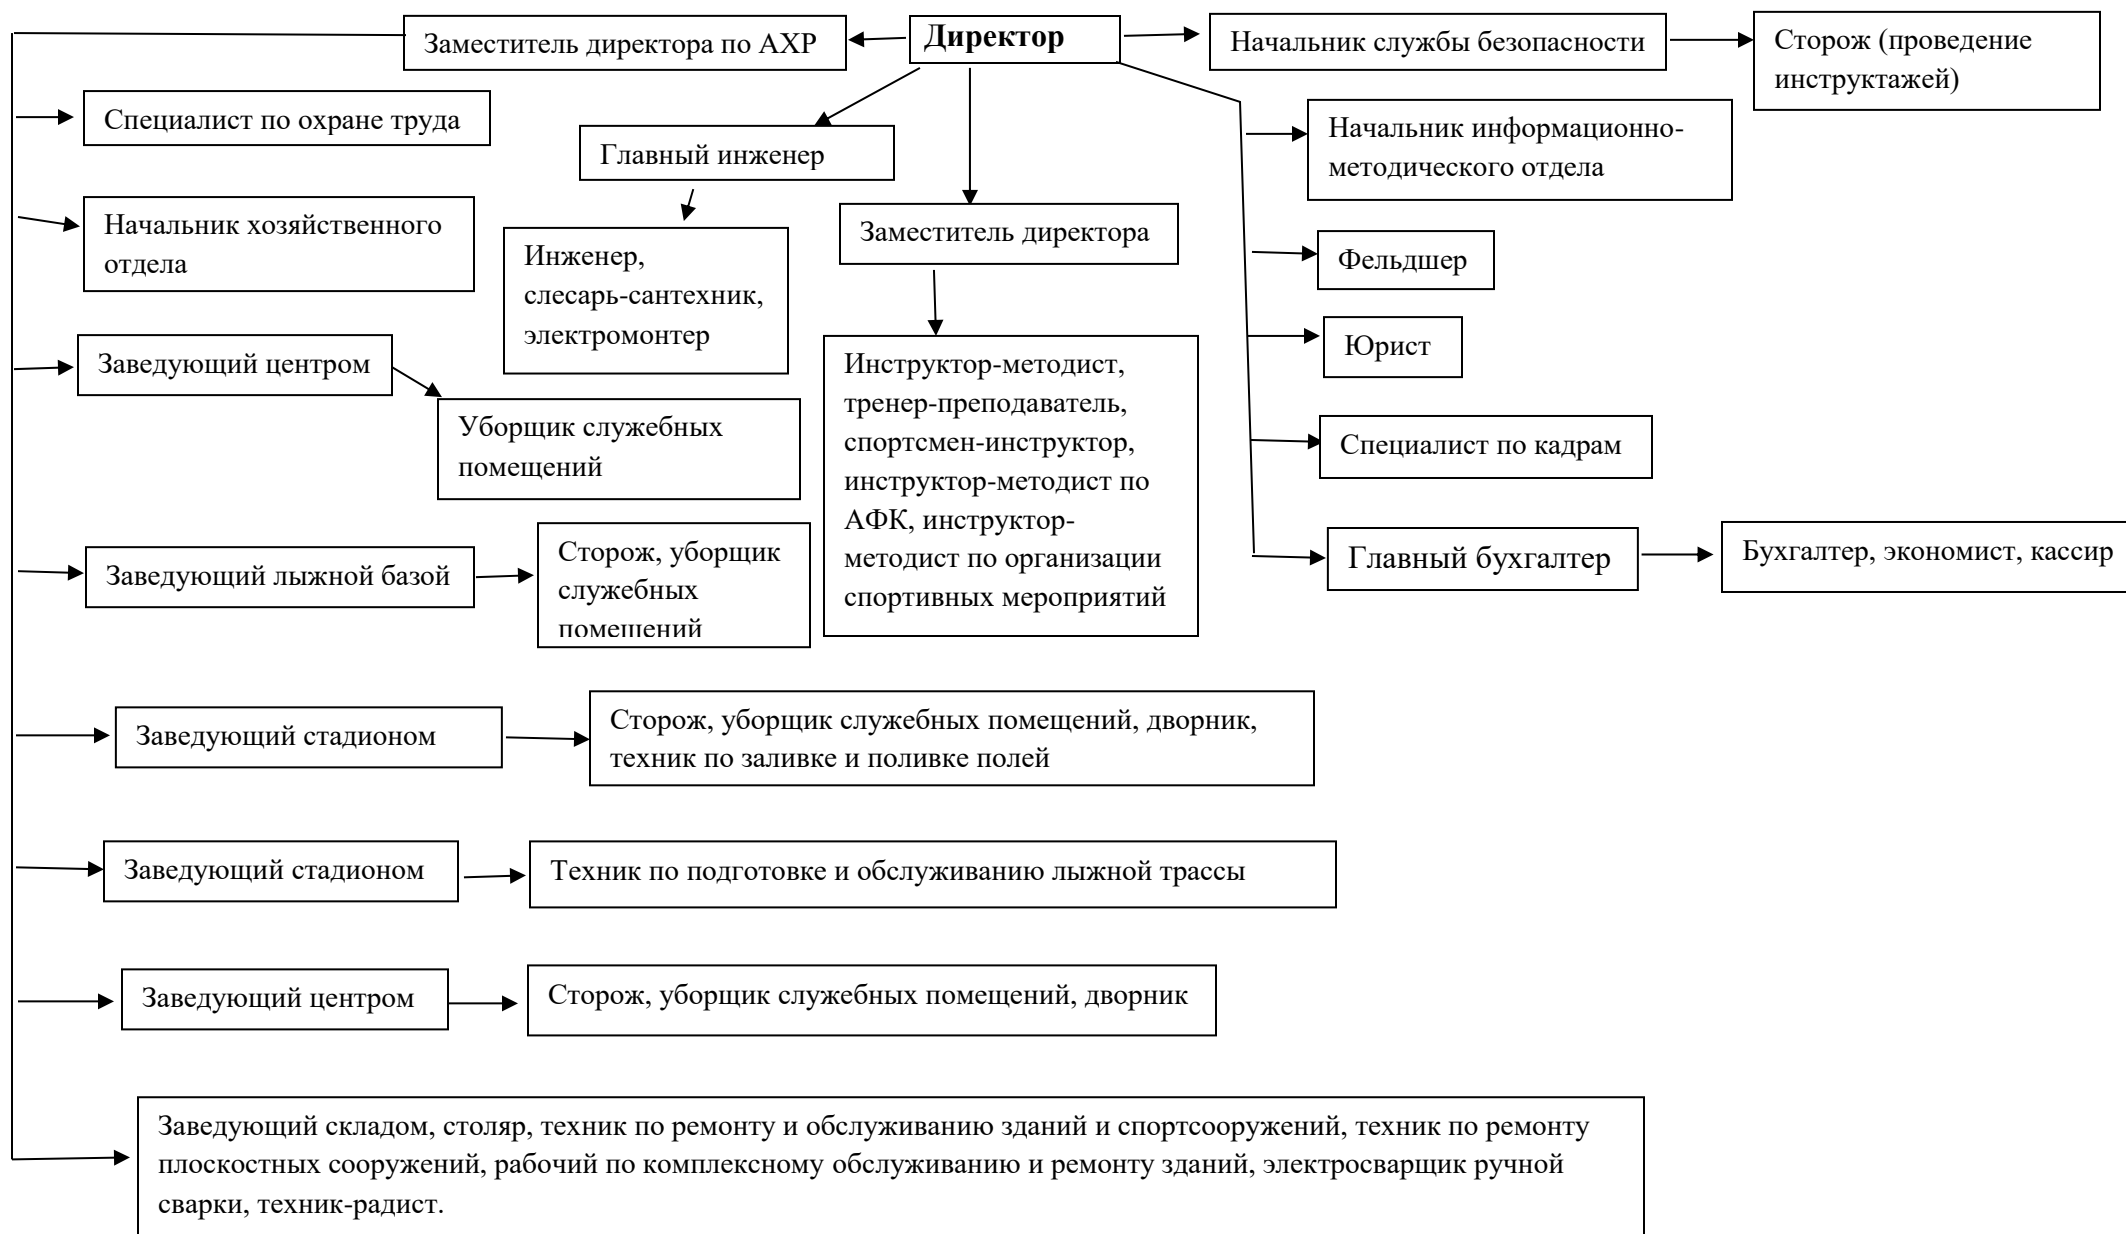 Заместитель директора по АХР
Директор
Начальник службы безопасности
Сторож (проведение
инструктажей)
Специалист по охране труда
Главный инженер
Начальник информационно-
методического отдела
Начальник хозяйственного
отдела
Инженер,
слесарь-сантехник,
электромонтер
Заместитель директора
Фельдшер
Юрист
Заведующий центром
Уборщик служебных
помещений
Инструктор-методист,
тренер-преподаватель,
спортсмен-инструктор,
инструктор-методист по
АФК, инструктор-
методист по организации
спортивных мероприятий
Специалист по кадрам
Главный бухгалтер
Бухгалтер, экономист, кассир
Заведующий лыжной базой
Сторож, уборщик
служебных
помещений
Заведующий стадионом
Сторож, уборщик служебных помещений, дворник,
техник по заливке и поливке полей
Заведующий стадионом
Техник по подготовке и обслуживанию лыжной трассы
Заведующий центром
Сторож, уборщик служебных помещений, дворник
Заведующий складом, столяр, техник по ремонту и обслуживанию зданий и спортсооружений, техник по ремонту
плоскостных сооружений, рабочий по комплексному обслуживанию и ремонту зданий, электросварщик ручной
сварки, техник-радист.